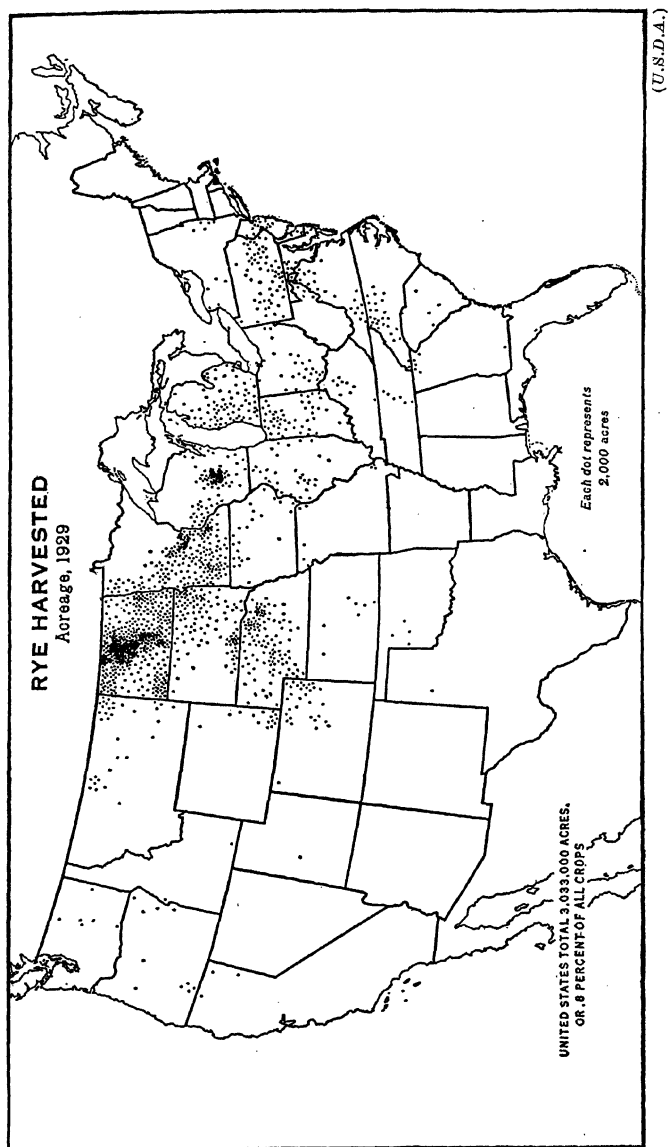 RYE HARVESTED
Acreage, 1929
Each dot represents
2,000 acres
UNITED STATES TOTAL 3,033,000 ACRES,
OR .8 PERCENT OF ALL CROPS
(U.S.D.A.)